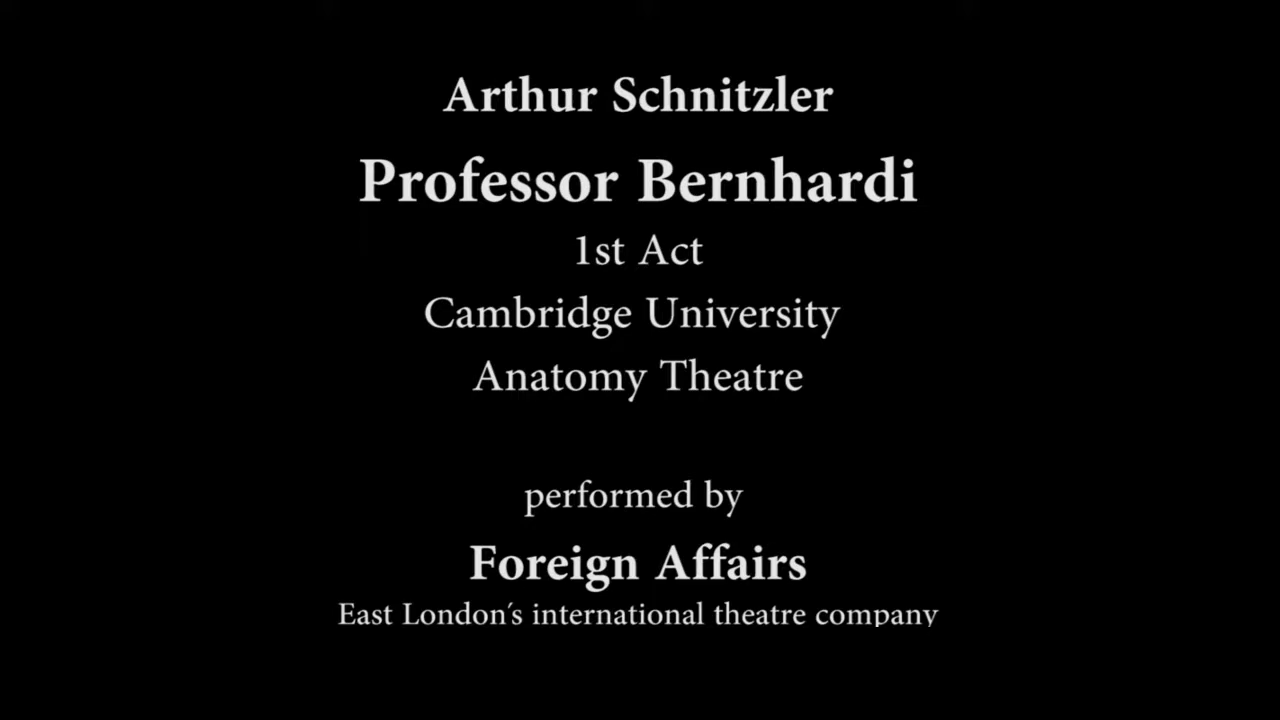 Arthur Schnitzler
Professor Bernhardi
1st Act
Cambridge University
Anatomy Theatre
performed by
Foreign Affairs
East London´s international theatre company